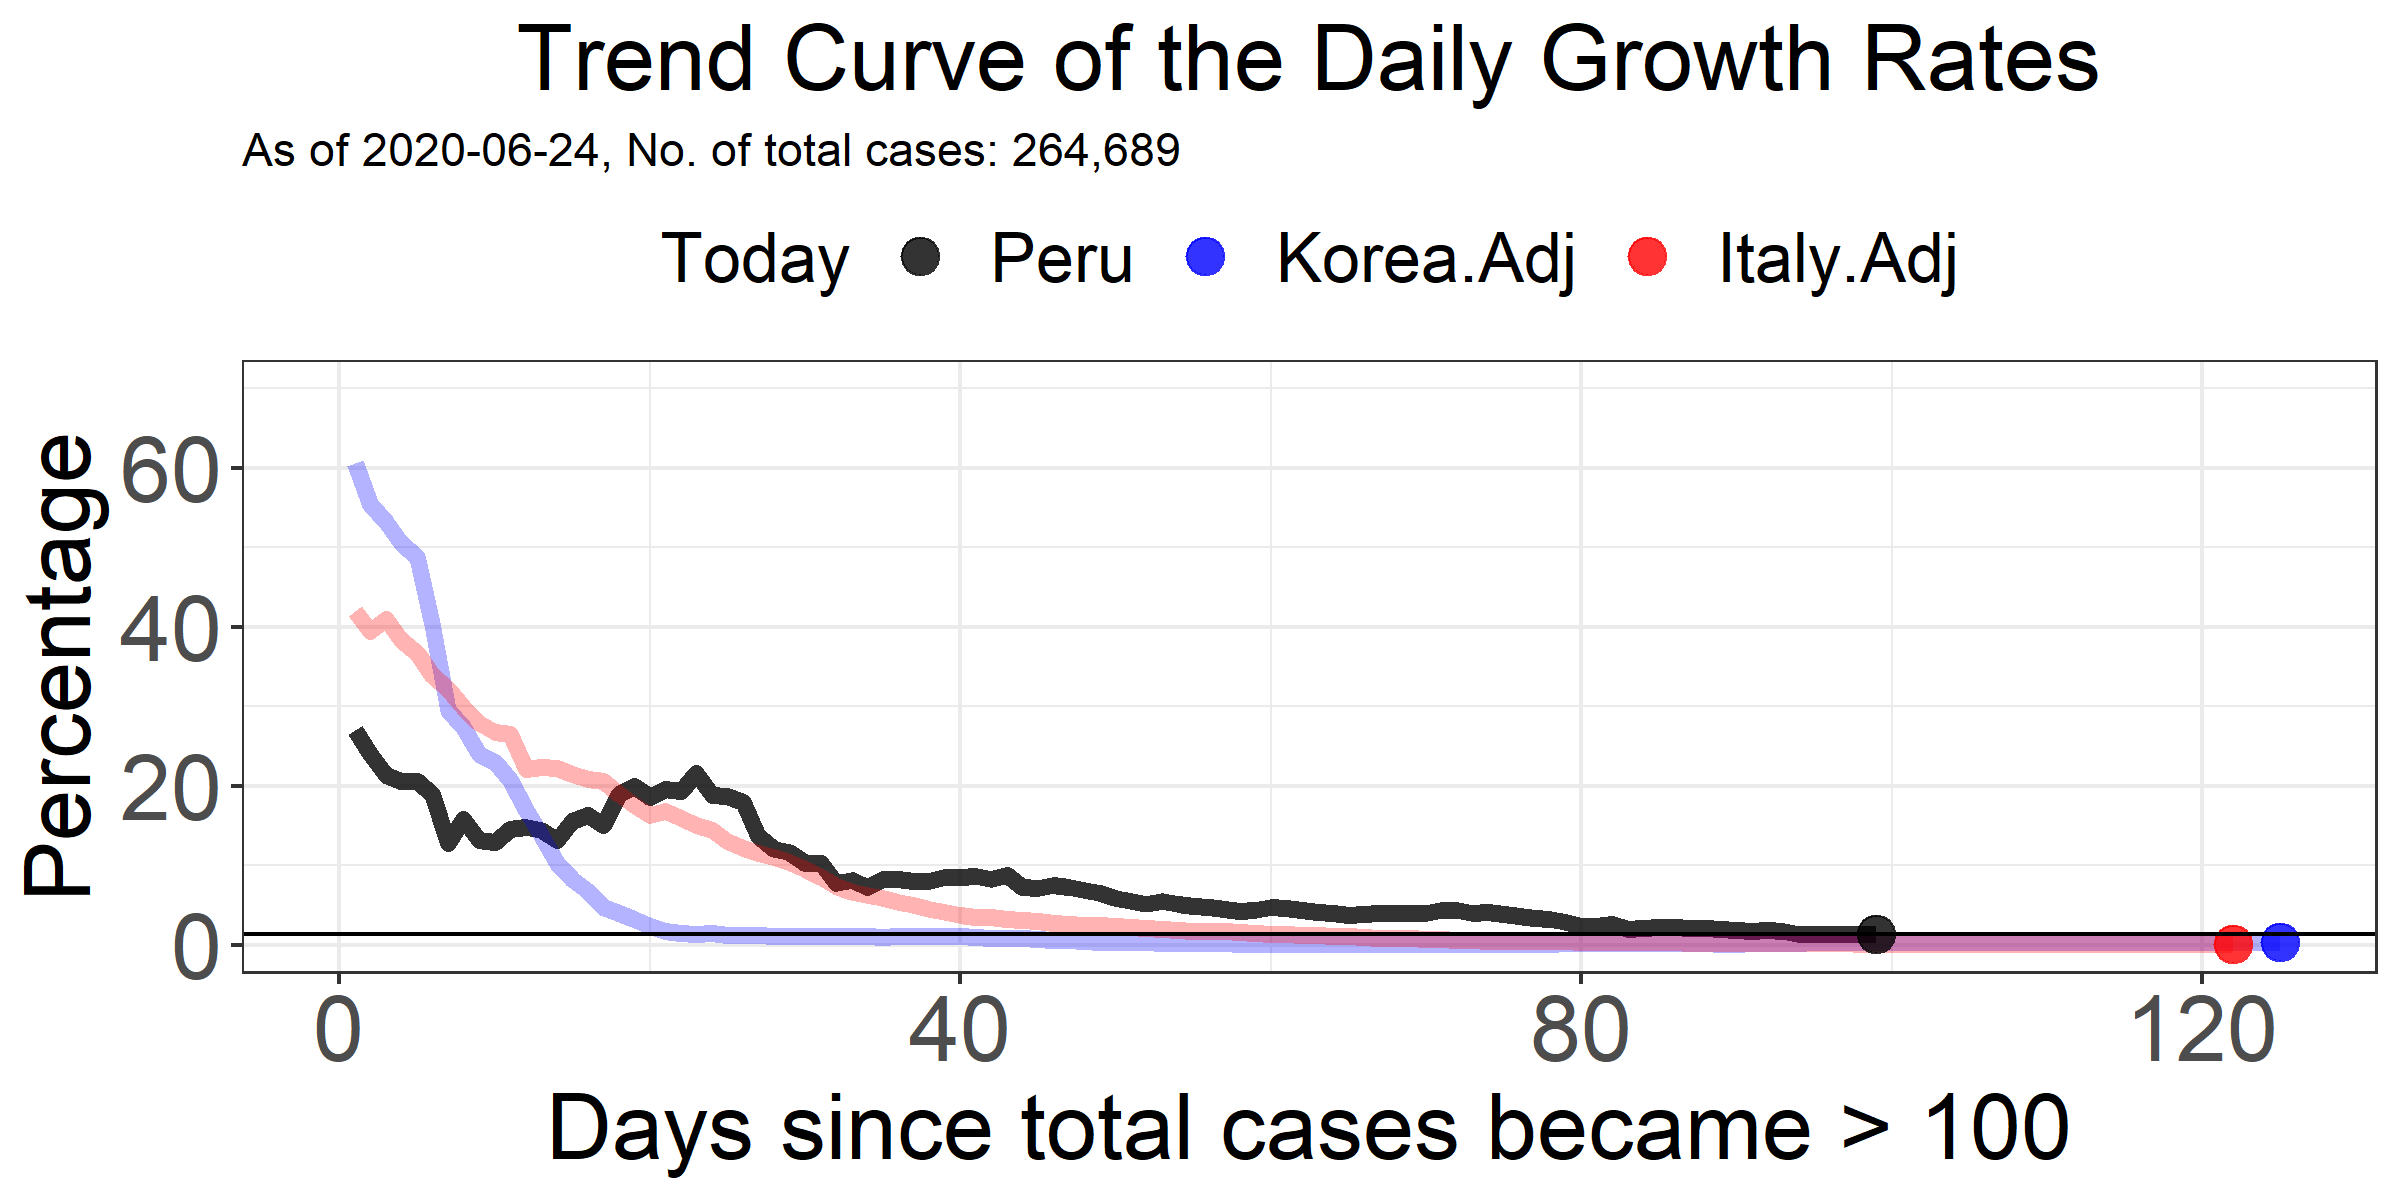 Trend Curve of the Daily Growth Rates
As of 2020-06-24, No. of total cases: 264,689
Today Peru Korea.Adj Italy.Adj
Percentage
60
40
20
0
0 40 80 120
Days since total cases became > 100